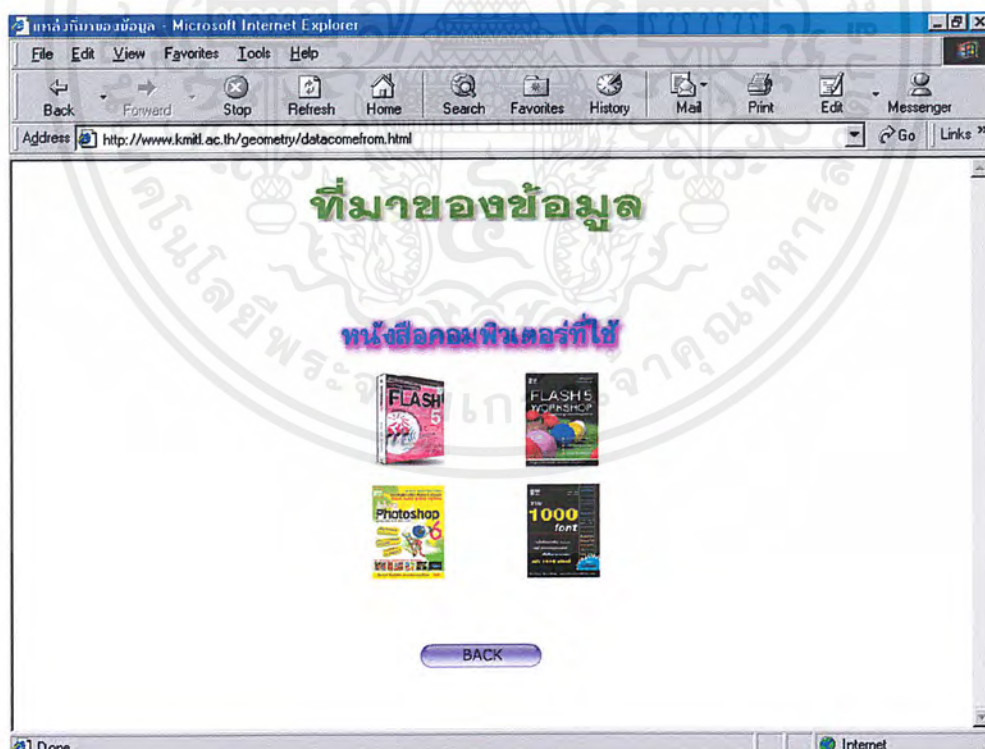 แหล่งที่มาของข้อมูล - Microsoft Internet Explorer
File Edit View Favorites Tools Help
Back Forward Stop Refresh Home Search Favorites History Mail Print Edit Messenger
Address http://www.kmitl.ac.th/geometry/datacomefrom.html Go Links »
ที่มาของข้อมูล
หนังสือคอมพิวเตอร์ที่ใช้
FLASH
5
FLASH 5
WORKSHOP
Photoshop
6
1000
font
BACK
Done Internet